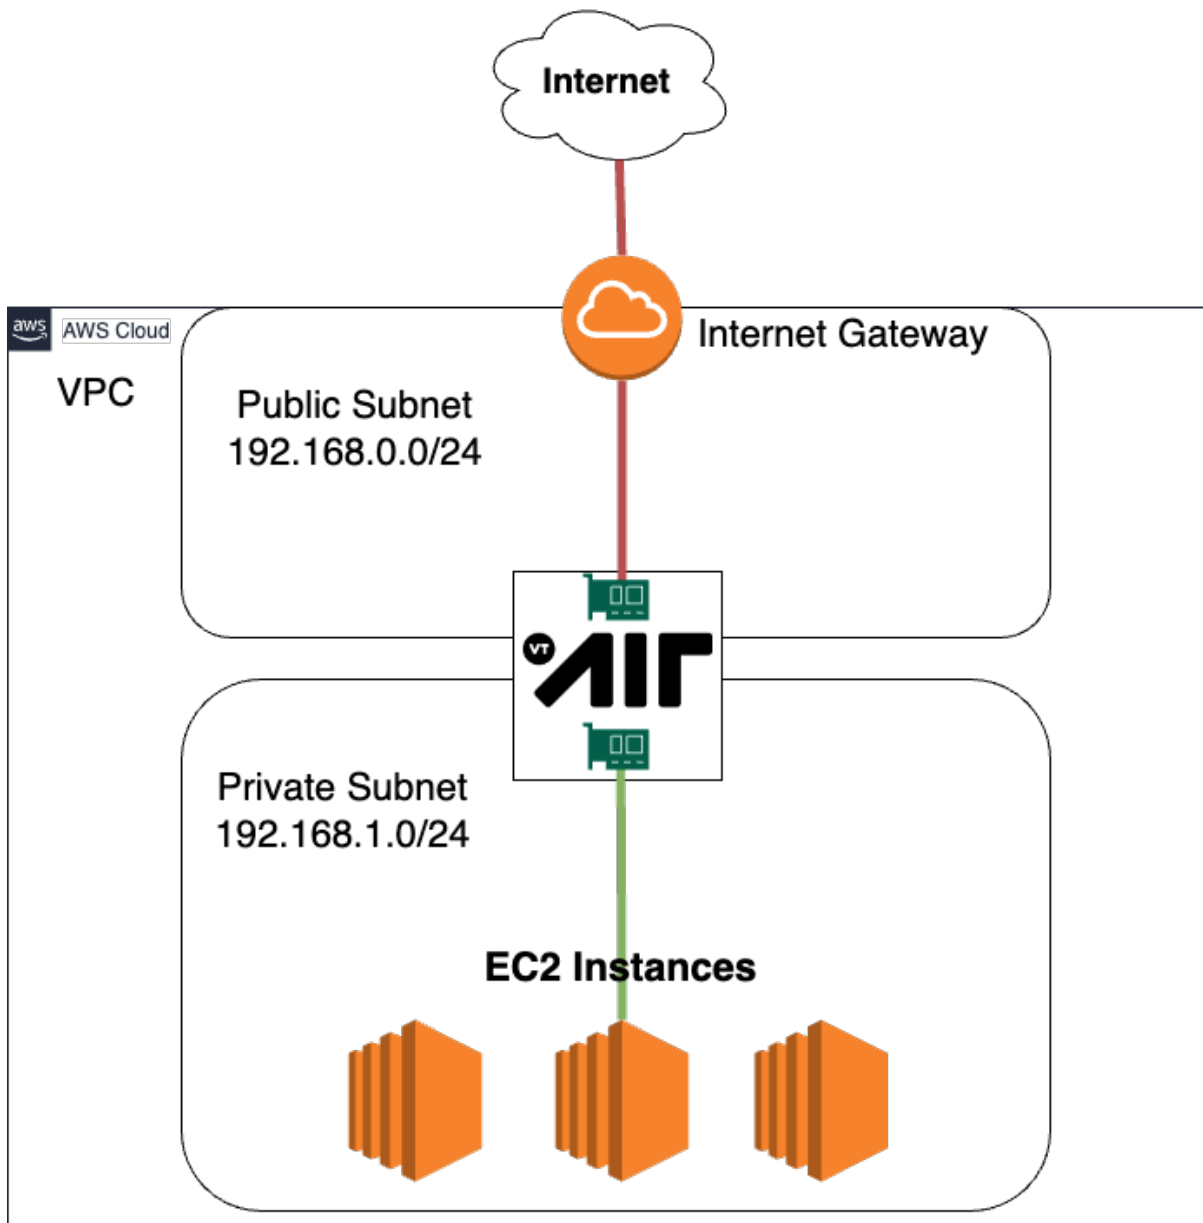 Internet
aws
AWS Cloud
Internet Gateway
VPC
Public Subnet
192.168.0.0/24
VT
AIR
Private Subnet
192.168.1.0/24
EC2 Instances